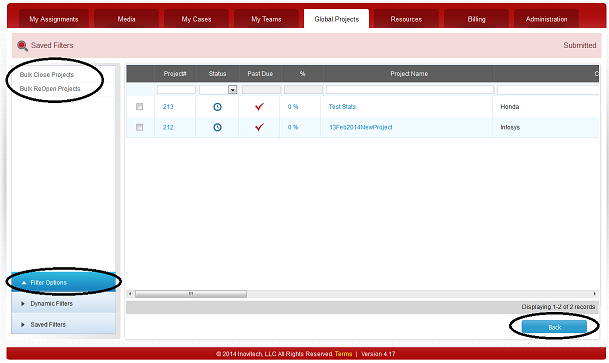 My Assignments Media My Cases My Teams Global Projects Resources Billing Administration
Saved Filters Submitted
Bulk Close Projects
Bulk ReOpen Projects
Project# Status Past Due % Project Name C
213 0 % Test Stats Honda
212 0 % 13Feb2014NewProject Infosys
Filter Options
Dynamic Filters
Saved Filters
Displaying 1-2 of 2 records
Back
© 2014 Inovitech, LLC All Rights Reserved. Terms | Version 4.17